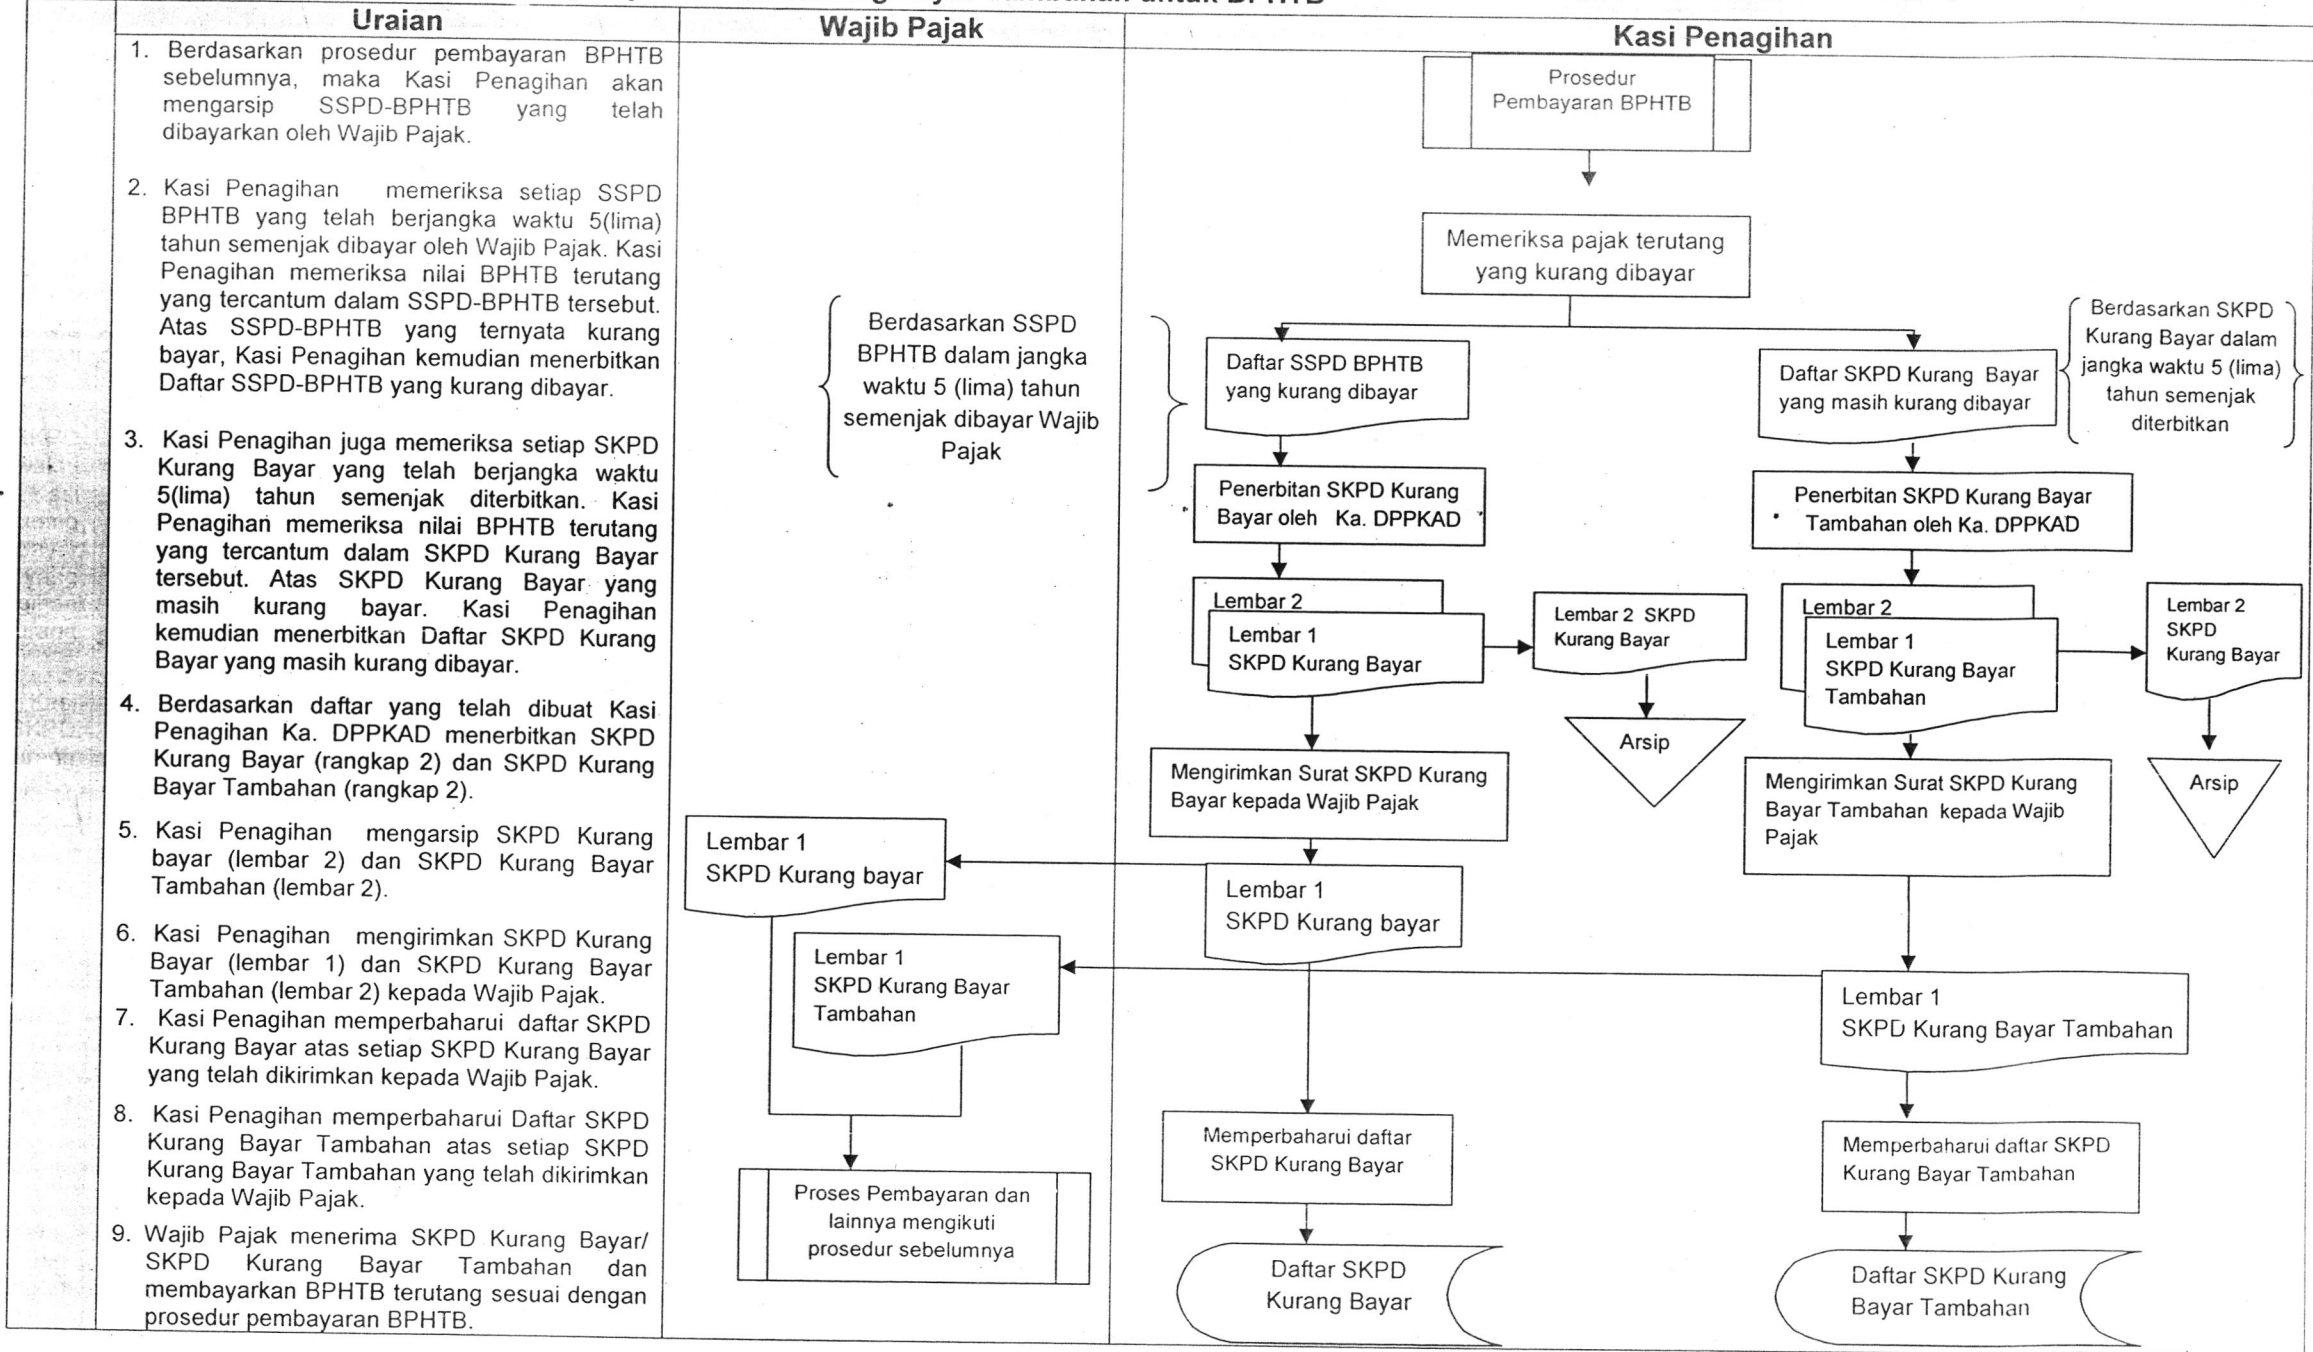 Uraian
Wajib Pajak
Kasi Penagihan
1. Berdasarkan prosedur pembayaran BPHTB
sebelumnya, maka Kasi Penagihan akan
mengarsip SSPD-BPHTB yang telah
dibayarkan oleh Wajib Pajak.
2. Kasi Penagihan memeriksa setiap SSPD
BPHTB yang telah berjangka waktu 5(lima)
tahun semenjak dibayar oleh Wajib Pajak. Kasi
Penagihan memeriksa nilai BPHTB terutang
yang tercantum dalam SSPD-BPHTB tersebut.
Atas SSPD-BPHTB yang ternyata kurang
bayar, Kasi Penagihan kemudian menerbitkan
Daftar SSPD-BPHTB yang kurang dibayar.
3. Kasi Penagihan juga memeriksa setiap SKPD
Kurang Bayar yang telah berjangka waktu
5(lima) tahun semenjak diterbitkan. Kasi
Penagihan memeriksa nilai BPHTB terutang
yang tercantum dalam SKPD Kurang Bayar
tersebut. Atas SKPD Kurang Bayar yang
masih kurang bayar. Kasi Penagihan
kemudian menerbitkan Daftar SKPD Kurang
Bayar yang masih kurang dibayar.
4. Berdasarkan daftar yang telah dibuat Kasi
Penagihan Ka. DPPKAD menerbitkan SKPD
Kurang Bayar (rangkap 2) dan SKPD Kurang
Bayar Tambahan (rangkap 2).
5. Kasi Penagihan mengarsip SKPD Kurang
bayar (lembar 2) dan SKPD Kurang Bayar
Tambahan (lembar 2).
6. Kasi Penagihan mengirimkan SKPD Kurang
Bayar (lembar 1) dan SKPD Kurang Bayar
Tambahan (lembar 2) kepada Wajib Pajak.
7. Kasi Penagihan memperbaharui daftar SKPD
Kurang Bayar atas setiap SKPD Kurang Bayar
yang telah dikirimkan kepada Wajib Pajak.
8. Kasi Penagihan memperbaharui Daftar SKPD
Kurang Bayar Tambahan atas setiap SKPD
Kurang Bayar Tambahan yang telah dikirimkan
kepada Wajib Pajak.
9. Wajib Pajak menerima SKPD Kurang Bayar/
SKPD Kurang Bayar Tambahan dan
membayarkan BPHTB terutang sesuai dengan
prosedur pembayaran BPHTB.
Berdasarkan SSPD
BPHTB dalam jangka
waktu 5 (lima) tahun
semenjak dibayar Wajib
Pajak
Lembar 1
SKPD Kurang bayar
Lembar 1
SKPD Kurang Bayar
Tambahan
Proses Pembayaran dan
lainnya mengikuti
prosedur sebelumnya
Prosedur
Pembayaran BPHTB
Memeriksa pajak terutang
yang kurang dibayar
Daftar SSPD BPHTB
yang kurang dibayar
Penerbitan SKPD Kurang
Bayar oleh Ka. DPPKAD
Lembar 2
Lembar 1
SKPD Kurang Bayar
Lembar 2 SKPD
Kurang Bayar
Arsip
Mengirimkan Surat SKPD Kurang
Bayar kepada Wajib Pajak
Lembar 1
SKPD Kurang bayar
Memperbaharui daftar
SKPD Kurang Bayar
Daftar SKPD
Kurang Bayar
Daftar SKPD Kurang Bayar
yang masih kurang dibayar
Berdasarkan SKPD
Kurang Bayar dalam
jangka waktu 5 (lima)
tahun semenjak
diterbitkan
Penerbitan SKPD Kurang Bayar
Tambahan oleh Ka. DPPKAD
Lembar 2
Lembar 1
SKPD Kurang Bayar
Tambahan
Lembar 2
SKPD
Kurang Bayar
Arsip
Mengirimkan Surat SKPD Kurang
Bayar Tambahan kepada Wajib
Pajak
Lembar 1
SKPD Kurang Bayar Tambahan
Memperbaharui daftar SKPD
Kurang Bayar Tambahan
Daftar SKPD Kurang
Bayar Tambahan